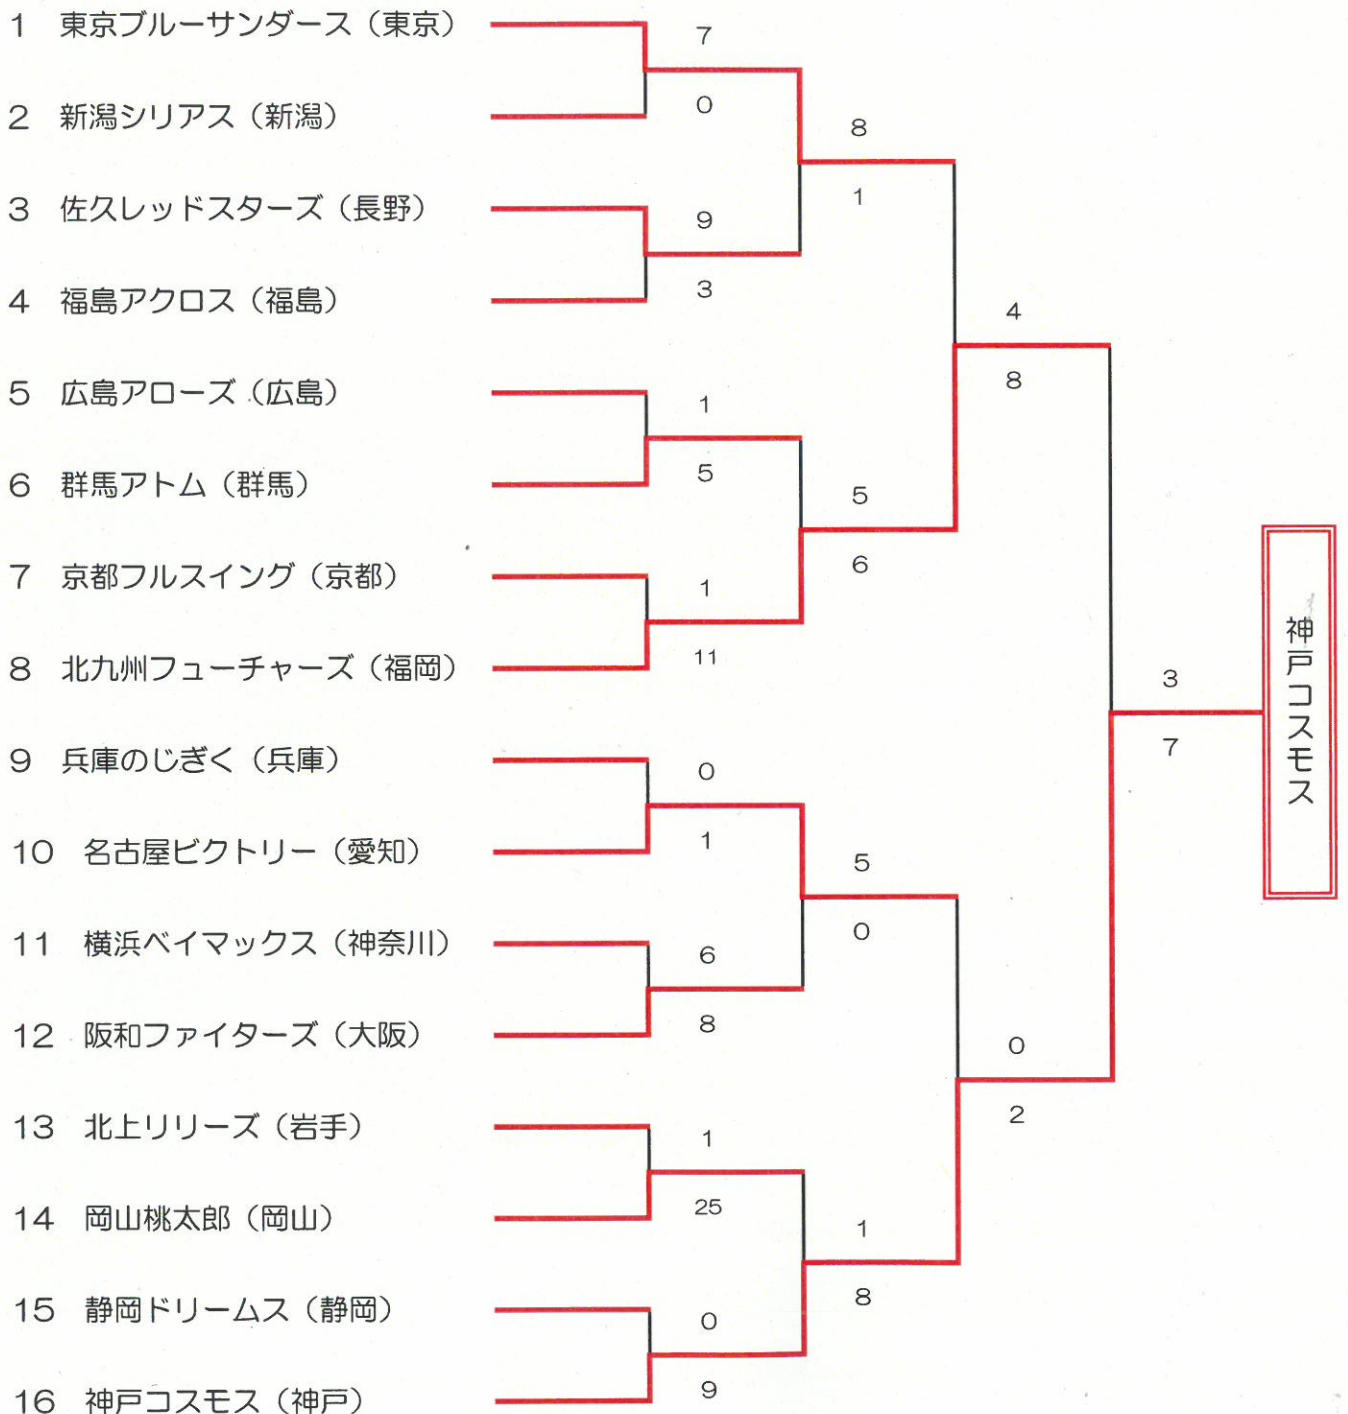 1 東京ブルーサンダース（東京）
7
0
2 新潟シリアス（新潟）
8
1
3 佐久レッドスターズ（長野）
9
3
4 福島アクロス（福島）
4
8
5 広島アローズ（広島）
1
5
6 群馬アトム（群馬）
5
6
7 京都フルスイング（京都）
1
11
8 北九州フューチャーズ（福岡）
3
7
神戸コスモス
9 兵庫のじぎく（兵庫）
0
1
10 名古屋ビクトリー（愛知）
5
0
11 横浜ベイマックス（神奈川）
6
8
12 阪和ファイターズ（大阪）
0
2
13 北上リリーズ（岩手）
1
25
14 岡山桃太郎（岡山）
1
8
15 静岡ドリームス（静岡）
0
9
16 神戸コスモス（神戸）